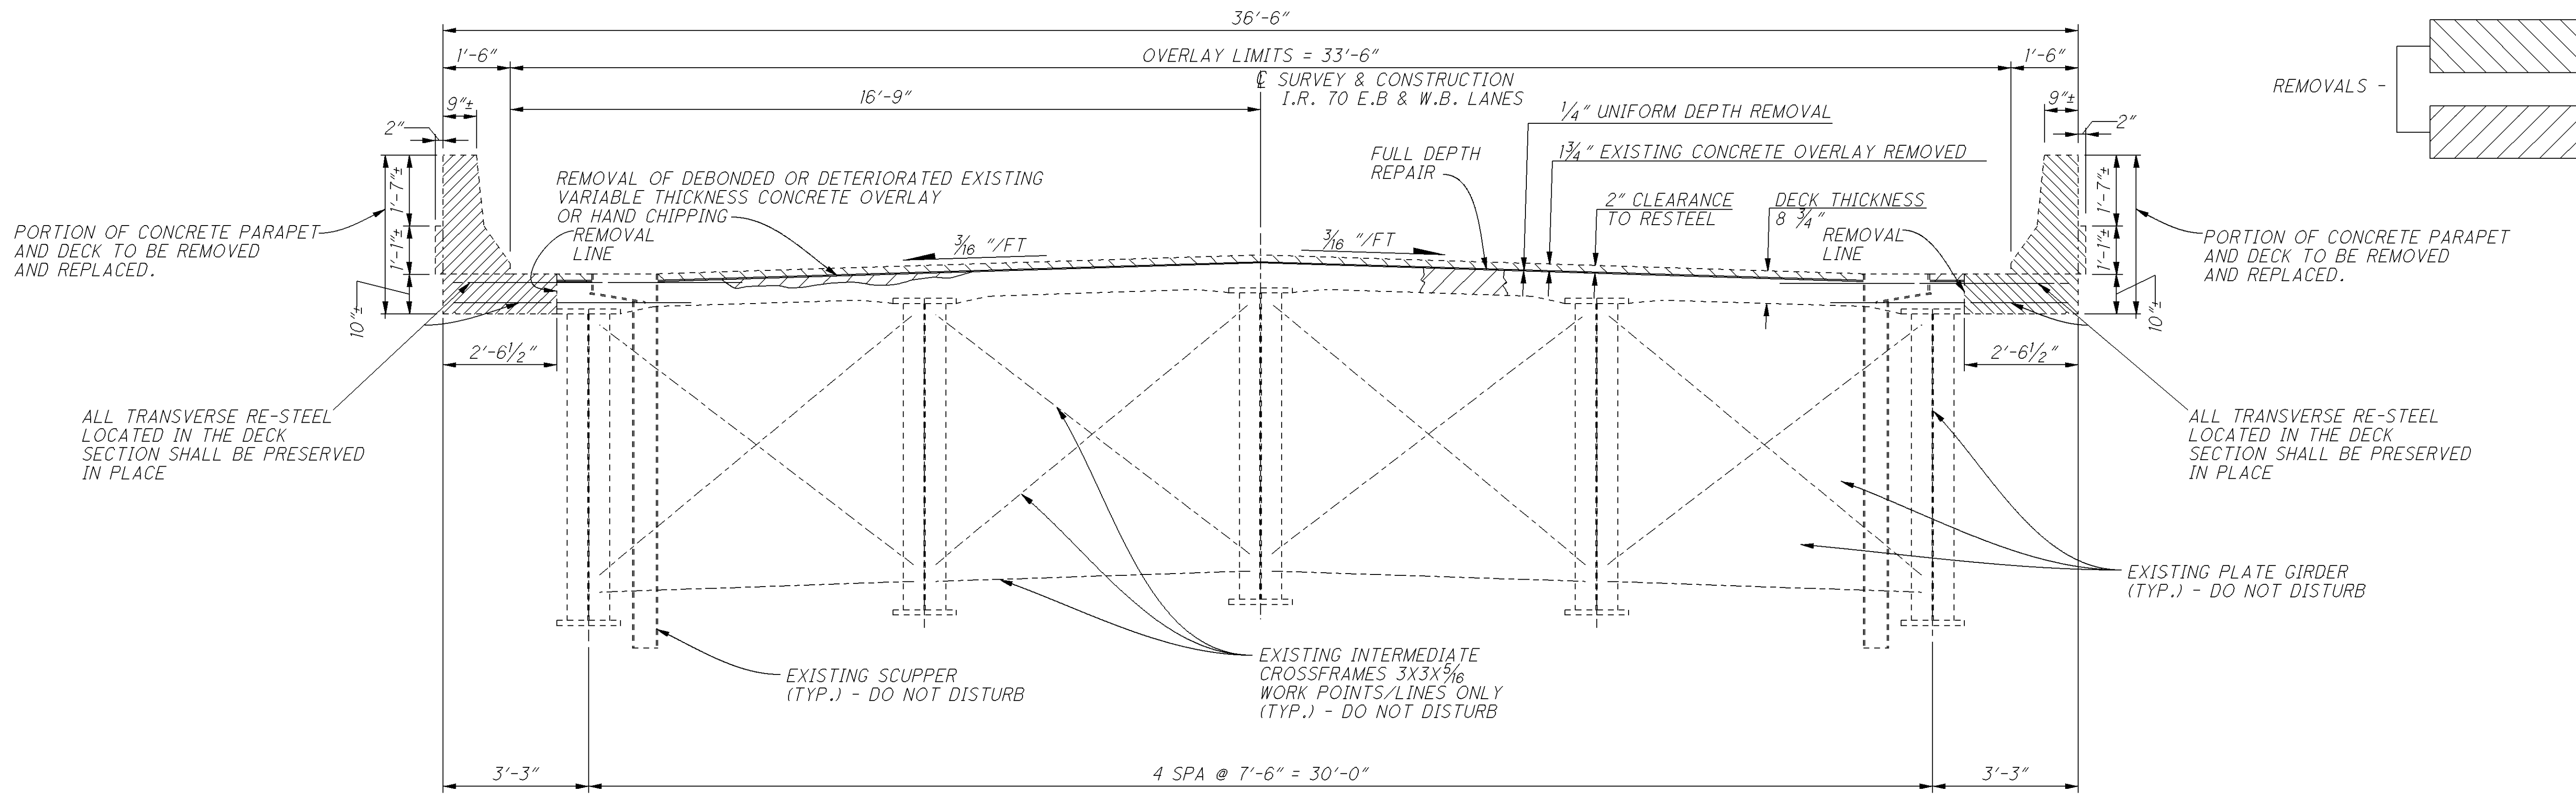 36'-6"
1'-6"
OVERLAY LIMITS = 33'-6"
1'-6"
℄ SURVEY & CONSTRUCTION
I.R. 70 E.B & W.B. LANES
REMOVALS -
9"±
16'-9"
9"±
2"
1/4" UNIFORM DEPTH REMOVAL
2"
1 3/4" EXISTING CONCRETE OVERLAY REMOVED
FULL DEPTH
REPAIR
1'-7"±
1'-1"±
10"±
REMOVAL OF DEBONDED OR DETERIORATED EXISTING
VARIABLE THICKNESS CONCRETE OVERLAY
OR HAND CHIPPING
REMOVAL
LINE
2" CLEARANCE
TO RESTEEL
DECK THICKNESS
8 3/4"
REMOVAL
LINE
1'-7"±
1'-1"±
10"±
PORTION OF CONCRETE PARAPET
AND DECK TO BE REMOVED
AND REPLACED.
3/16 "/FT
3/16 "/FT
PORTION OF CONCRETE PARAPET
AND DECK TO BE REMOVED
AND REPLACED.
2'-6 1/2"
2'-6 1/2"
ALL TRANSVERSE RE-STEEL
LOCATED IN THE DECK
SECTION SHALL BE PRESERVED
IN PLACE
ALL TRANSVERSE RE-STEEL
LOCATED IN THE DECK
SECTION SHALL BE PRESERVED
IN PLACE
EXISTING PLATE GIRDER
(TYP.) - DO NOT DISTURB
EXISTING SCUPPER
(TYP.) - DO NOT DISTURB
EXISTING INTERMEDIATE
CROSSFRAMES 3X3X5/16
WORK POINTS/LINES ONLY
(TYP.) - DO NOT DISTURB
3'-3"
4 SPA @ 7'-6" = 30'-0"
3'-3"